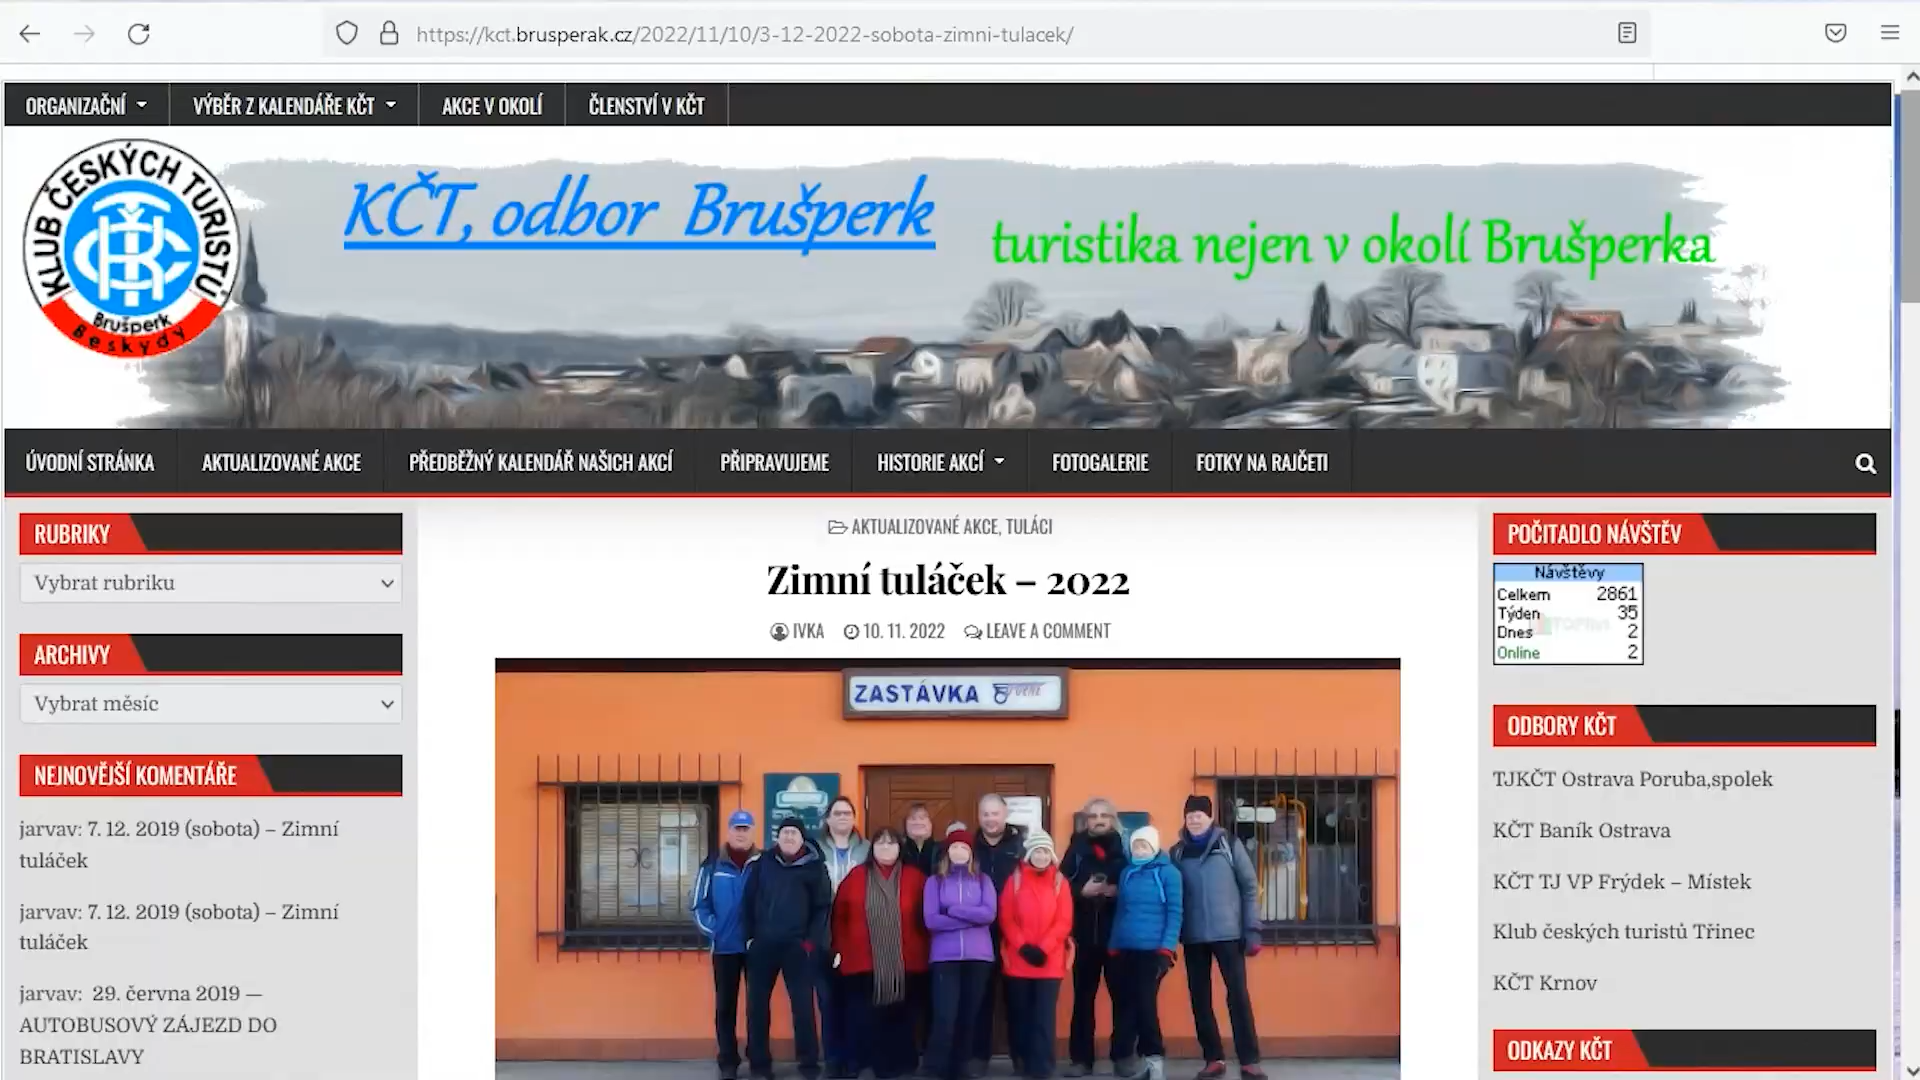 https://kct.brusperak.cz/2022/11/10/3-12-2022-sobota-zimni-tulacek/
ORGANIZAČNÍ
VÝBĚR Z KALENDÁŘE KČT
AKCE V OKOLÍ
ČLENSTVÍ V KČT
KLUB ČESKÝCH TURISTŮ
KČT
Brušperk
Beskydy
KČT, odbor Brušperk
turistika nejen v okolí Brušperka
ÚVODNÍ STRÁNKA
AKTUALIZOVANÉ AKCE
PŘEDBĚŽNÝ KALENDÁŘ NAŠICH AKCÍ
PŘIPRAVUJEME
HISTORIE AKCÍ
FOTOGALERIE
FOTKY NA RAJČETI
RUBRIKY
Vybrat rubriku
ARCHIVY
Vybrat měsíc
NEJNOVĚJŠÍ KOMENTÁŘE
jarvav: 7. 12. 2019 (sobota) – Zimní
tuláček
jarvav: 7. 12. 2019 (sobota) – Zimní
tuláček
jarvav: 29. června 2019 —
AUTOBUSOVÝ ZÁJEZD DO
BRATISLAVY
AKTUALIZOVANÉ AKCE, TULÁCI
Zimní tuláček – 2022
IVKA 10. 11. 2022 LEAVE A COMMENT
ZASTÁVKA
POČITADLO NÁVŠTĚV
Návštěvy
Celkem 2861
Týden 35
Dnes 2
Online 2
ODBORY KČT
TJKČT Ostrava Poruba,spolek
KČT Baník Ostrava
KČT TJ VP Frýdek – Místek
Klub českých turistů Třinec
KČT Krnov
ODKAZY KČT